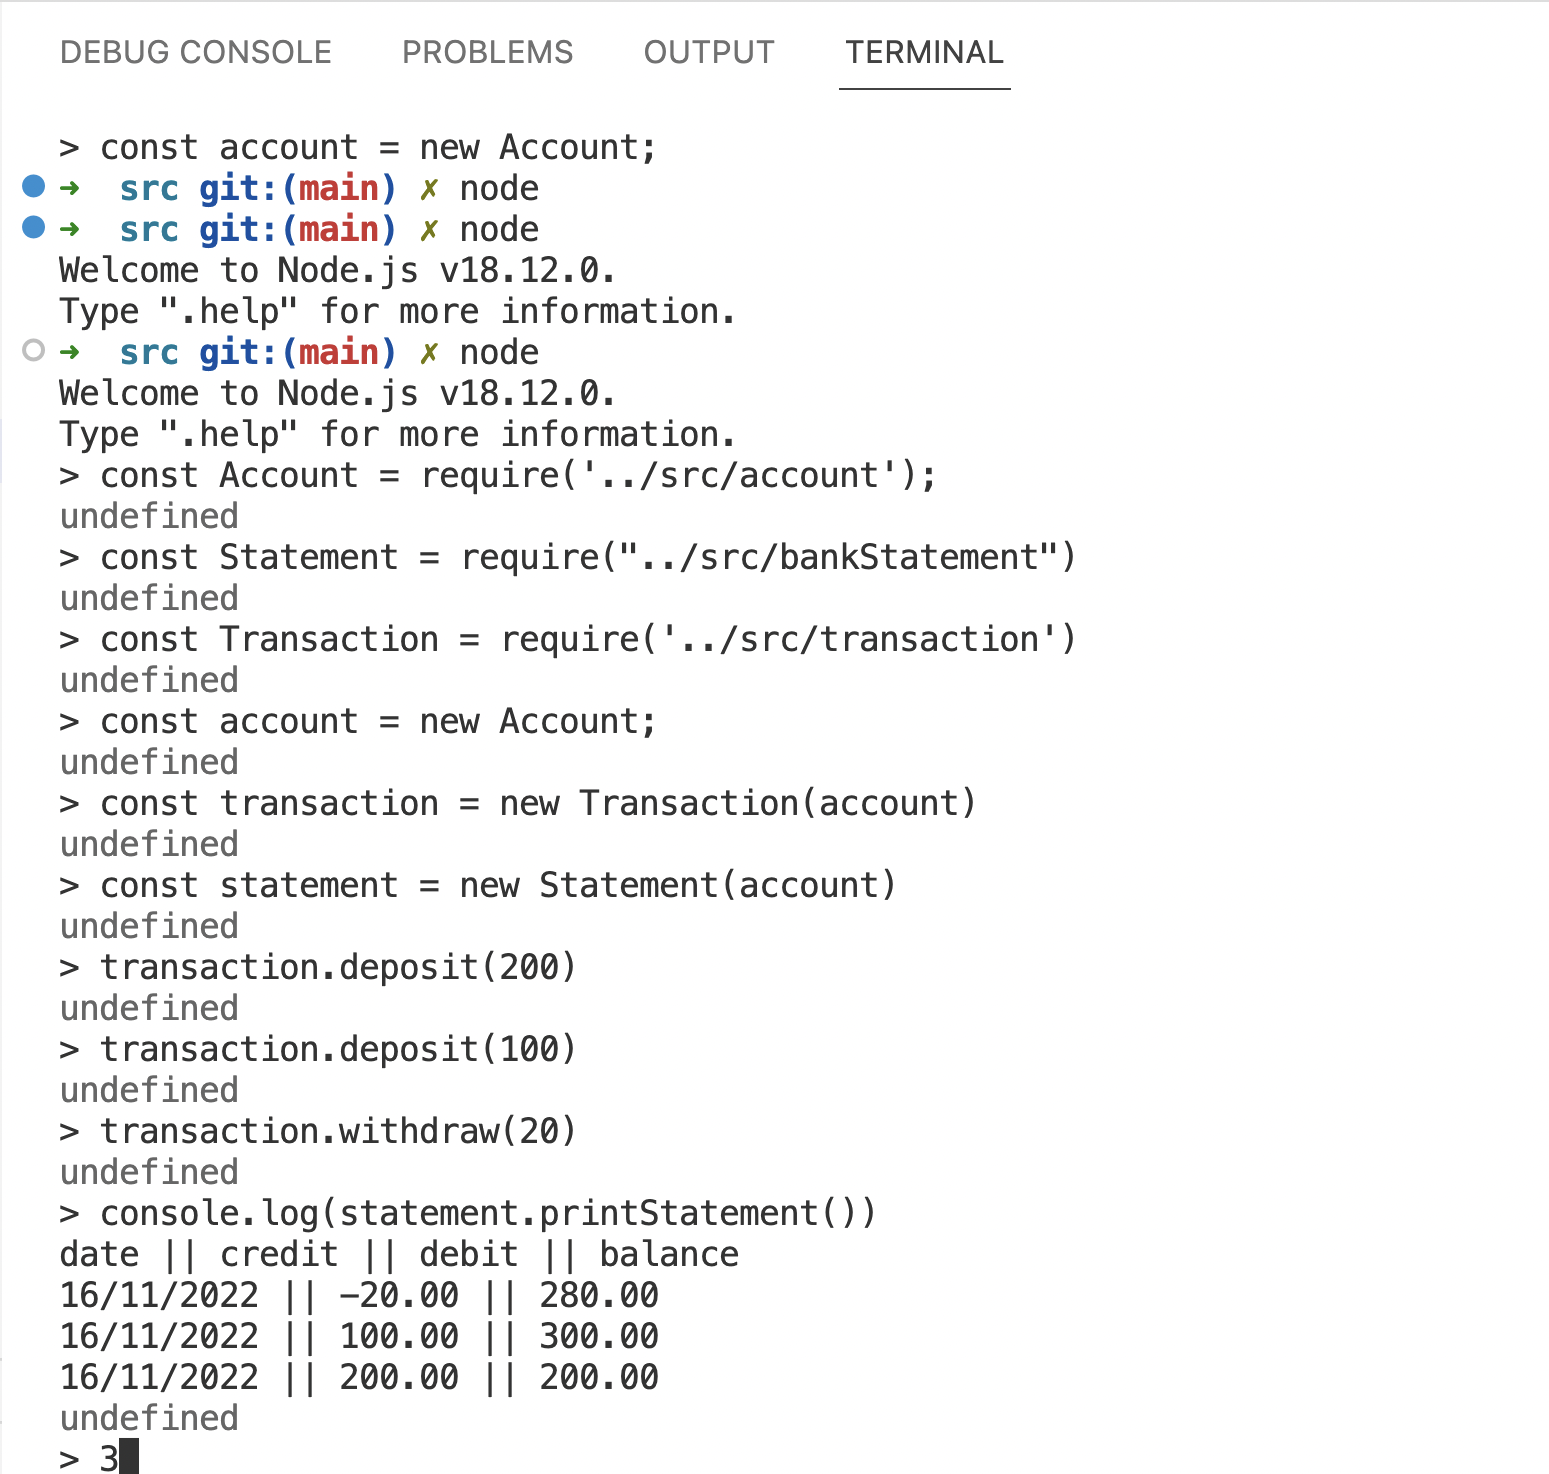 DEBUG CONSOLE PROBLEMS OUTPUT TERMINAL
> const account = new Account;
➜ src git:(main) ✗ node
➜ src git:(main) ✗ node
Welcome to Node.js v18.12.0.
Type ".help" for more information.
➜ src git:(main) ✗ node
Welcome to Node.js v18.12.0.
Type ".help" for more information.
> const Account = require('../src/account');
undefined
> const Statement = require("../src/bankStatement")
undefined
> const Transaction = require('../src/transaction')
undefined
> const account = new Account;
undefined
> const transaction = new Transaction(account)
undefined
> const statement = new Statement(account)
undefined
> transaction.deposit(200)
undefined
> transaction.deposit(100)
undefined
> transaction.withdraw(20)
undefined
> console.log(statement.printStatement())
date || credit || debit || balance
16/11/2022 || -20.00 || 280.00
16/11/2022 || 100.00 || 300.00
16/11/2022 || 200.00 || 200.00
undefined
> 3